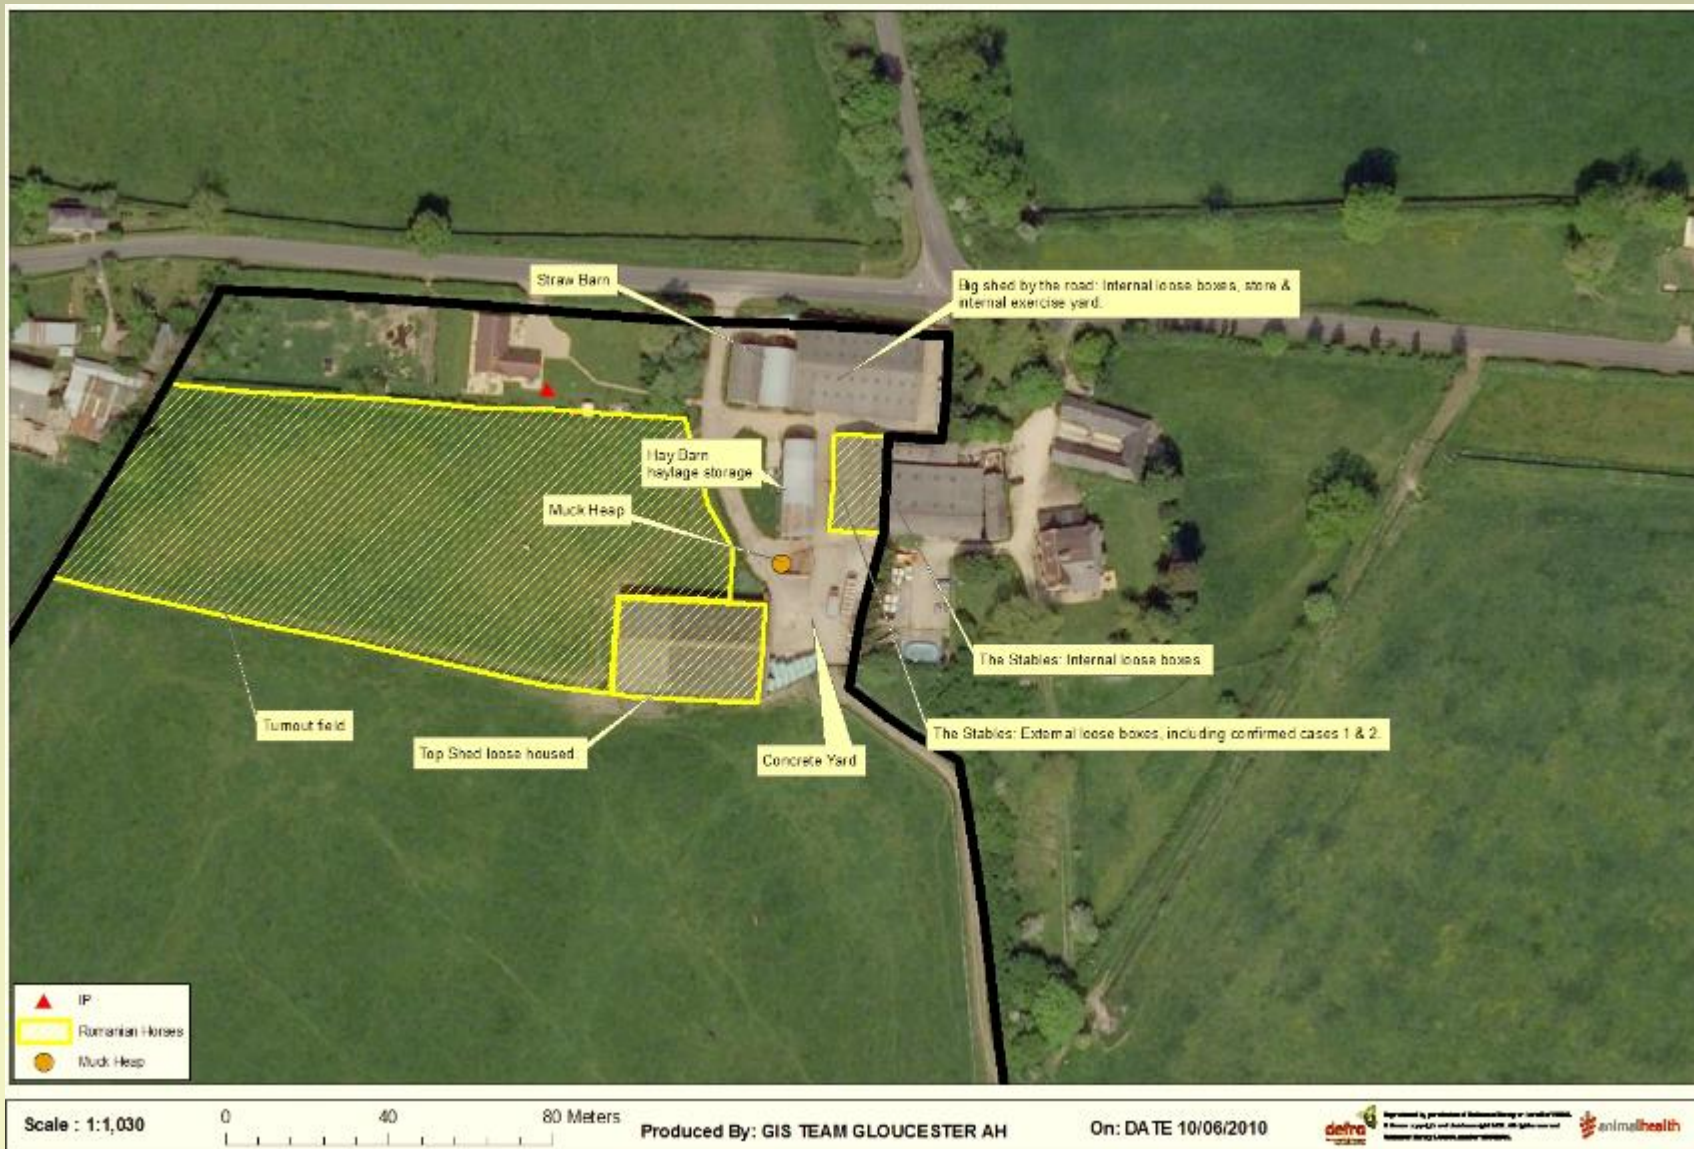 Straw Barn
Big shed by the road: Internal loose boxes, store &
internal exercise yard.
Hay Barn
haylage storage
Muck Heap
The Stables: Internal loose boxes
Turnout field
Top Shed loose housed
Concrete Yard
The Stables: External loose boxes, including confirmed cases 1 & 2.
IP
Romanian Horses
Muck Heap
Scale : 1:1,030
0 40 80 Meters
Produced By: GIS TEAM GLOUCESTER AH
On: DATE 10/06/2010
defra
animalhealth